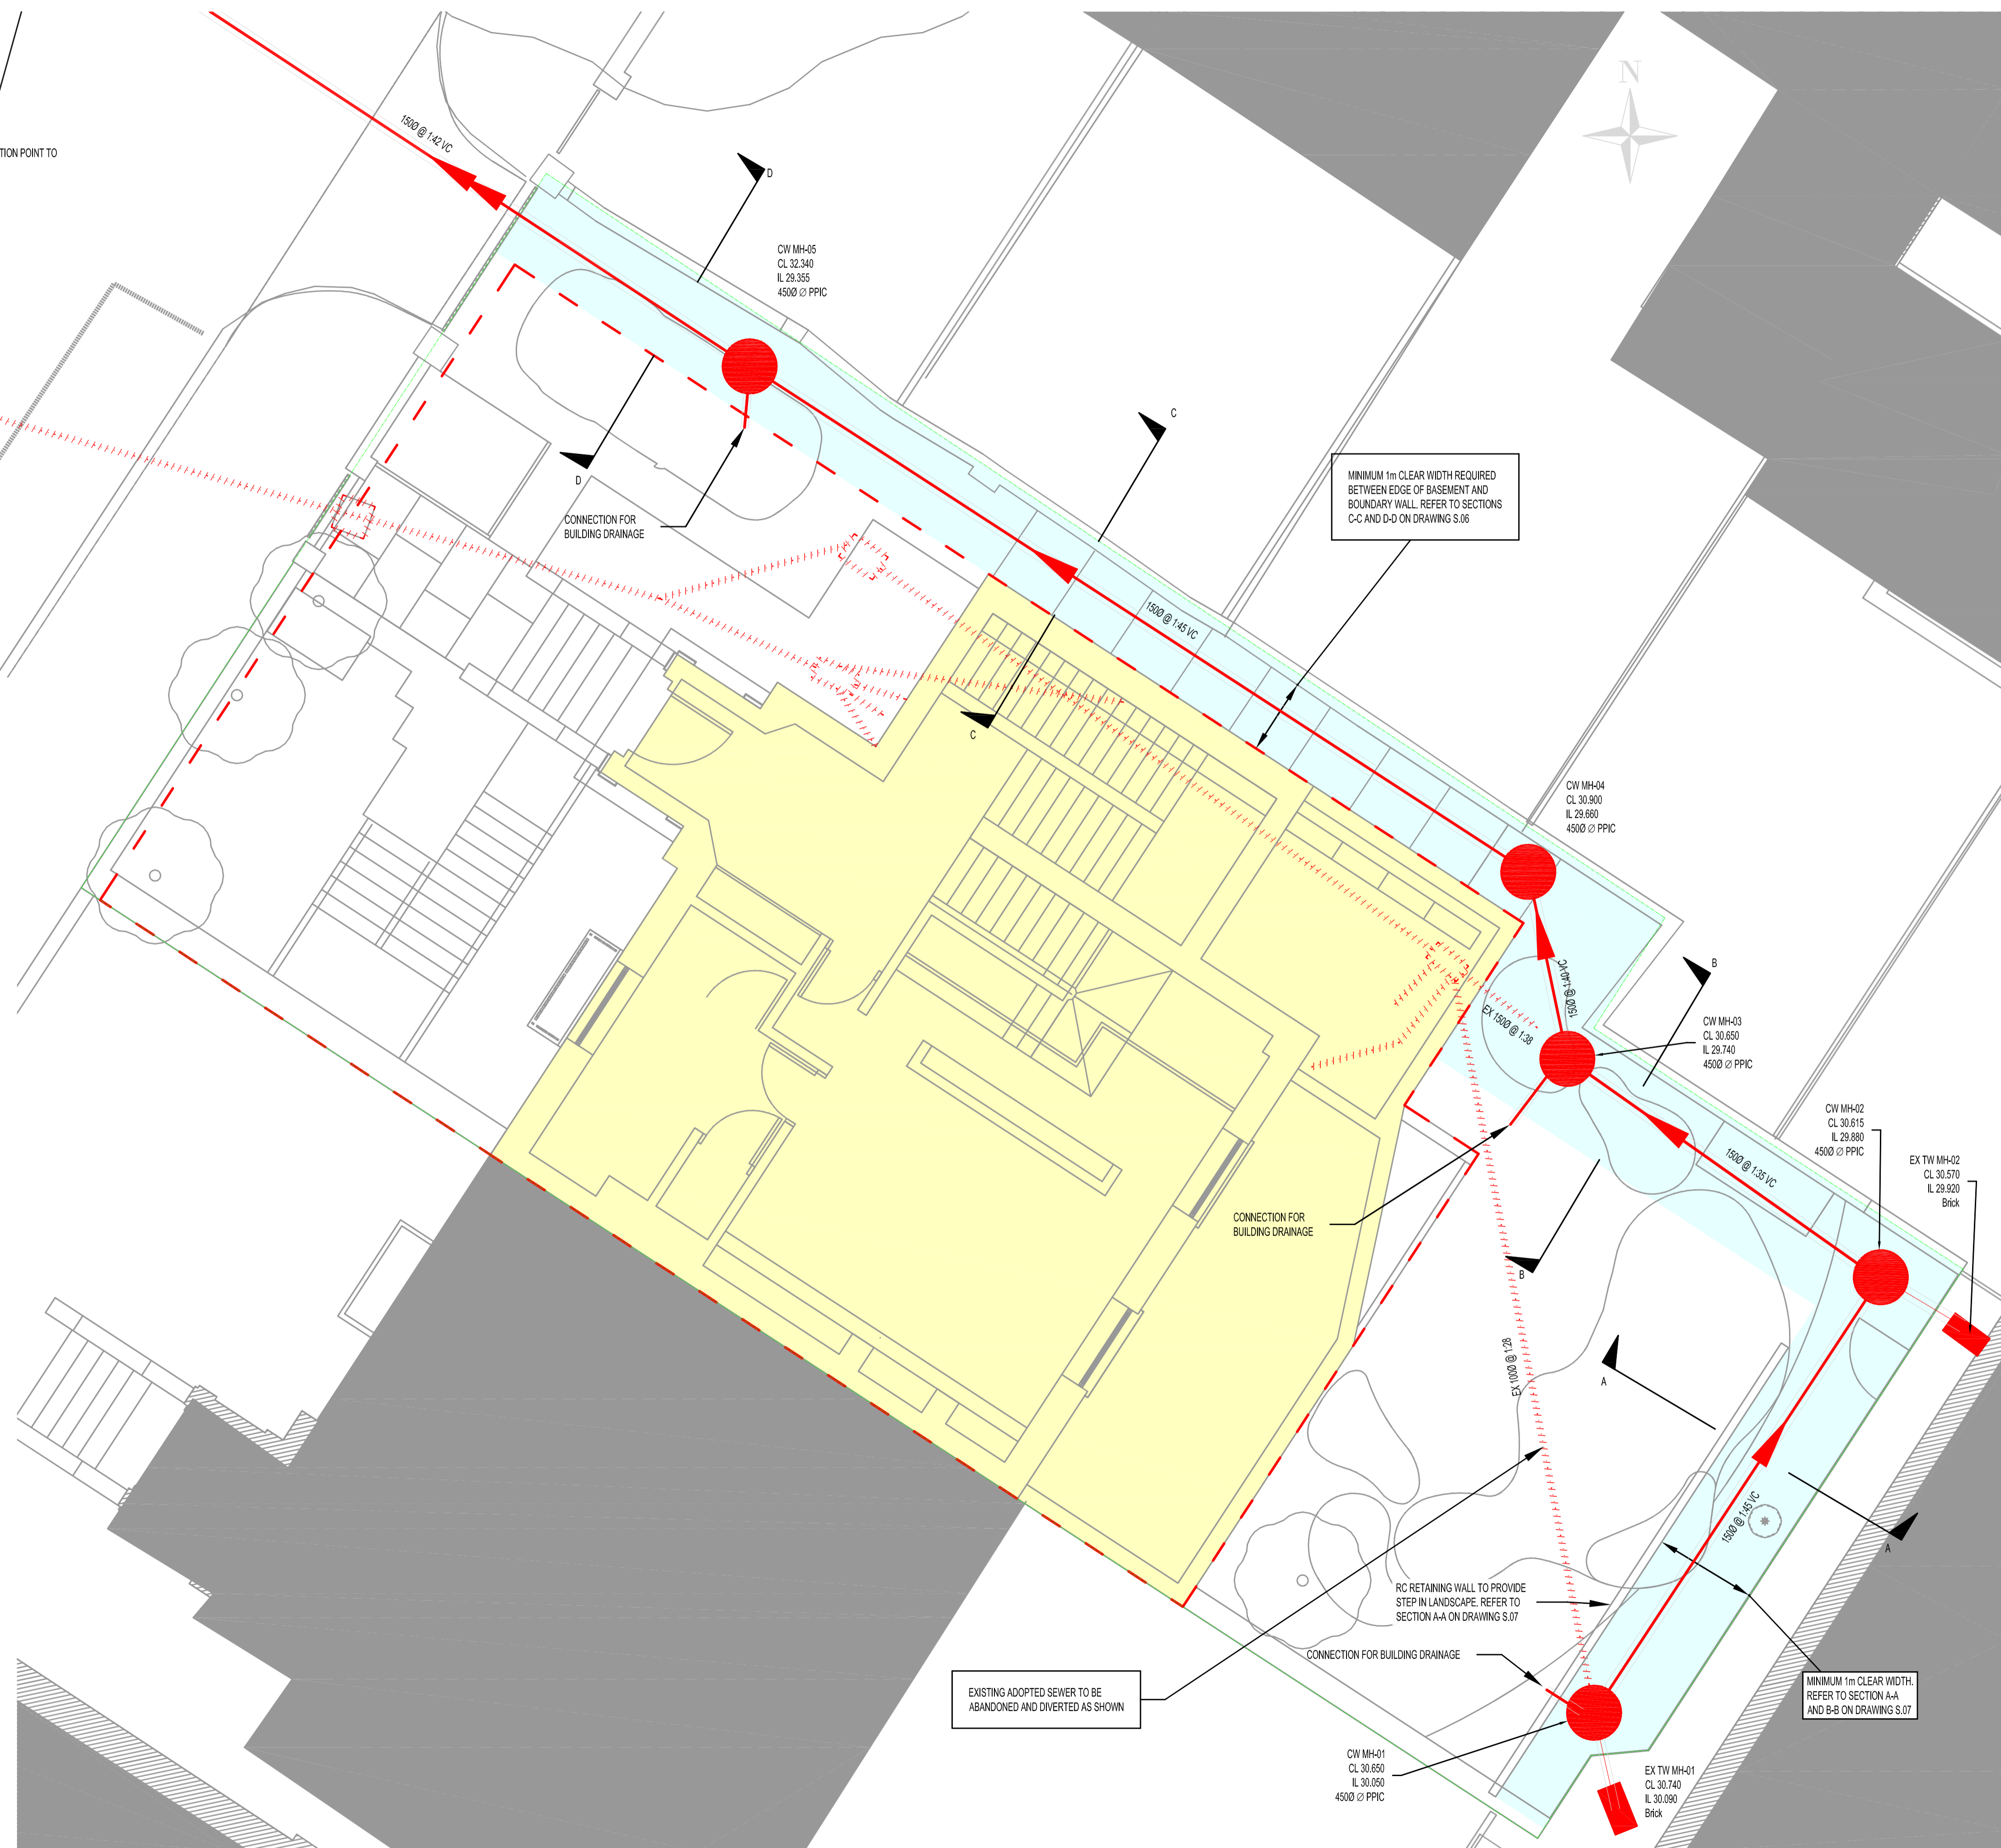 N
150Ø @ 1:42 VC
TION POINT TO
D
CW MH-05
CL 32.340
IL 29.355
450Ø ∅ PPIC
C
MINIMUM 1m CLEAR WIDTH REQUIRED
BETWEEN EDGE OF BASEMENT AND
BOUNDARY WALL, REFER TO SECTIONS
C-C AND D-D ON DRAWING S.06
D
CONNECTION FOR
BUILDING DRAINAGE
150Ø @ 1:45 VC
C
CW MH-04
CL 30.900
IL 29.660
450Ø ∅ PPIC
B
150Ø @ 1:40 VC
EX 150Ø @ 1:38
CW MH-03
CL 30.650
IL 29.740
450Ø ∅ PPIC
CW MH-02
CL 30.615
IL 29.880
450Ø ∅ PPIC
150Ø @ 1:35 VC
EX TW MH-02
CL 30.570
IL 29.920
Brick
CONNECTION FOR
BUILDING DRAINAGE
B
EX 100Ø @ 1:28
A
150Ø @ 1:45 VC
A
RC RETAINING WALL TO PROVIDE
STEP IN LANDSCAPE, REFER TO
SECTION A-A ON DRAWING S.07
CONNECTION FOR BUILDING DRAINAGE
EXISTING ADOPTED SEWER TO BE
ABANDONED AND DIVERTED AS SHOWN
MINIMUM 1m CLEAR WIDTH.
REFER TO SECTION A-A
AND B-B ON DRAWING S.07
CW MH-01
CL 30.650
IL 30.050
450Ø ∅ PPIC
EX TW MH-01
CL 30.740
IL 30.090
Brick